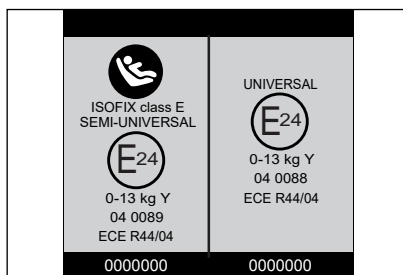 ISOFIX class E
SEMI-UNIVERSAL
E24
0-13 kg Y
04 0089
ECE R44/04
0000000
UNIVERSAL
E24
0-13 kg Y
04 0088
ECE R44/04
0000000